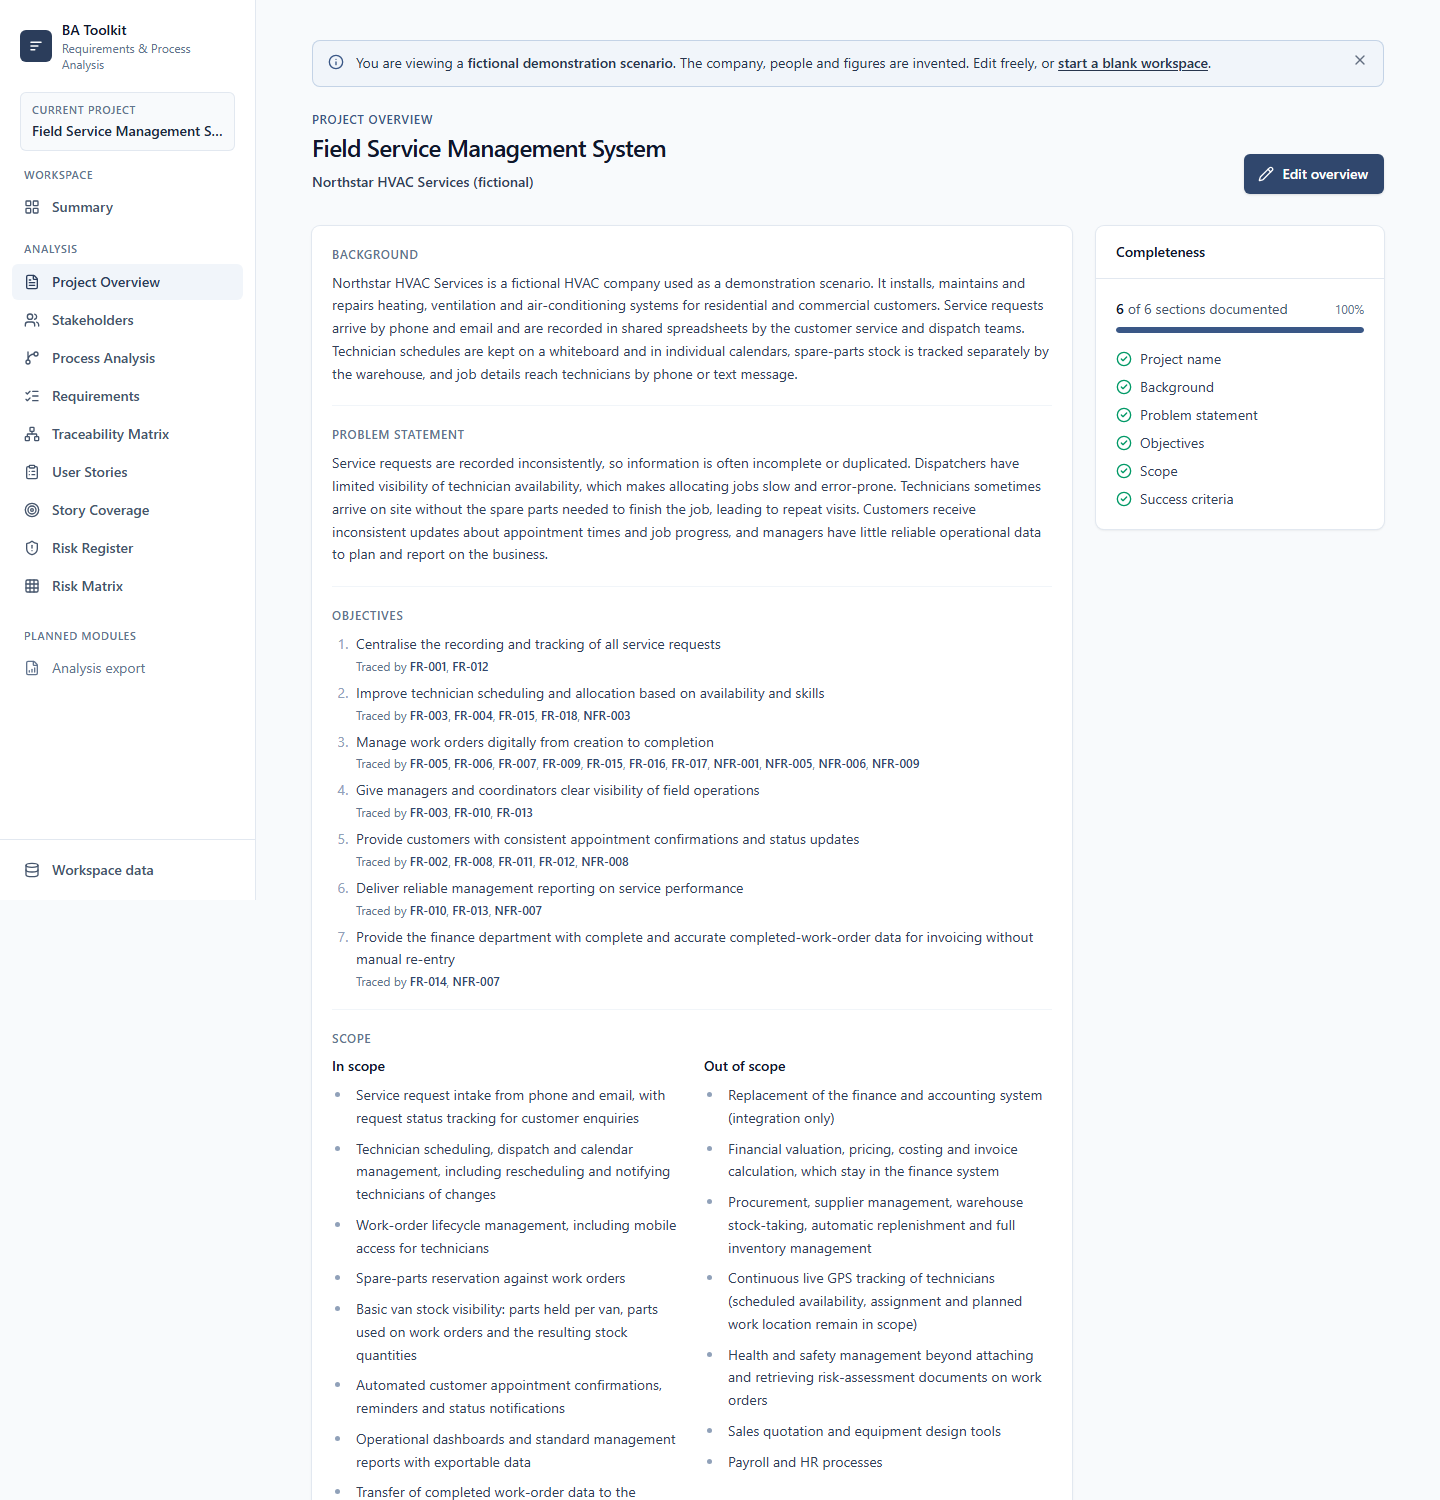 BA Toolkit
Requirements & Process
Analysis
CURRENT PROJECT
Field Service Management S...
WORKSPACE
Summary
ANALYSIS
Project Overview
Stakeholders
Process Analysis
Requirements
Traceability Matrix
User Stories
Story Coverage
Risk Register
Risk Matrix
PLANNED MODULES
Analysis export
Workspace data
You are viewing a fictional demonstration scenario. The company, people and figures are invented. Edit freely, or start a blank workspace.
PROJECT OVERVIEW
Field Service Management System
Northstar HVAC Services (fictional)
Edit overview
BACKGROUND
Northstar HVAC Services is a fictional HVAC company used as a demonstration scenario. It installs, maintains and
repairs heating, ventilation and air-conditioning systems for residential and commercial customers. Service requests
arrive by phone and email and are recorded in shared spreadsheets by the customer service and dispatch teams.
Technician schedules are kept on a whiteboard and in individual calendars, spare-parts stock is tracked separately by
the warehouse, and job details reach technicians by phone or text message.
PROBLEM STATEMENT
Service requests are recorded inconsistently, so information is often incomplete or duplicated. Dispatchers have
limited visibility of technician availability, which makes allocating jobs slow and error-prone. Technicians sometimes
arrive on site without the spare parts needed to finish the job, leading to repeat visits. Customers receive
inconsistent updates about appointment times and job progress, and managers have little reliable operational data
to plan and report on the business.
OBJECTIVES
1. Centralise the recording and tracking of all service requests
Traced by FR-001, FR-012
2. Improve technician scheduling and allocation based on availability and skills
Traced by FR-003, FR-004, FR-015, FR-018, NFR-003
3. Manage work orders digitally from creation to completion
Traced by FR-005, FR-006, FR-007, FR-009, FR-015, FR-016, FR-017, NFR-001, NFR-005, NFR-006, NFR-009
4. Give managers and coordinators clear visibility of field operations
Traced by FR-003, FR-010, FR-013
5. Provide customers with consistent appointment confirmations and status updates
Traced by FR-002, FR-008, FR-011, FR-012, NFR-008
6. Deliver reliable management reporting on service performance
Traced by FR-010, FR-013, NFR-007
7. Provide the finance department with complete and accurate completed-work-order data for invoicing without
manual re-entry
Traced by FR-014, NFR-007
SCOPE
In scope
Service request intake from phone and email, with
request status tracking for customer enquiries
Technician scheduling, dispatch and calendar
management, including rescheduling and notifying
technicians of changes
Work-order lifecycle management, including mobile
access for technicians
Spare-parts reservation against work orders
Basic van stock visibility: parts held per van, parts
used on work orders and the resulting stock
quantities
Automated customer appointment confirmations,
reminders and status notifications
Operational dashboards and standard management
reports with exportable data
Transfer of completed work-order data to the
Out of scope
Replacement of the finance and accounting system
(integration only)
Financial valuation, pricing, costing and invoice
calculation, which stay in the finance system
Procurement, supplier management, warehouse
stock-taking, automatic replenishment and full
inventory management
Continuous live GPS tracking of technicians
(scheduled availability, assignment and planned
work location remain in scope)
Health and safety management beyond attaching
and retrieving risk-assessment documents on work
orders
Sales quotation and equipment design tools
Payroll and HR processes
Completeness
6 of 6 sections documented 100%
Project name
Background
Problem statement
Objectives
Scope
Success criteria